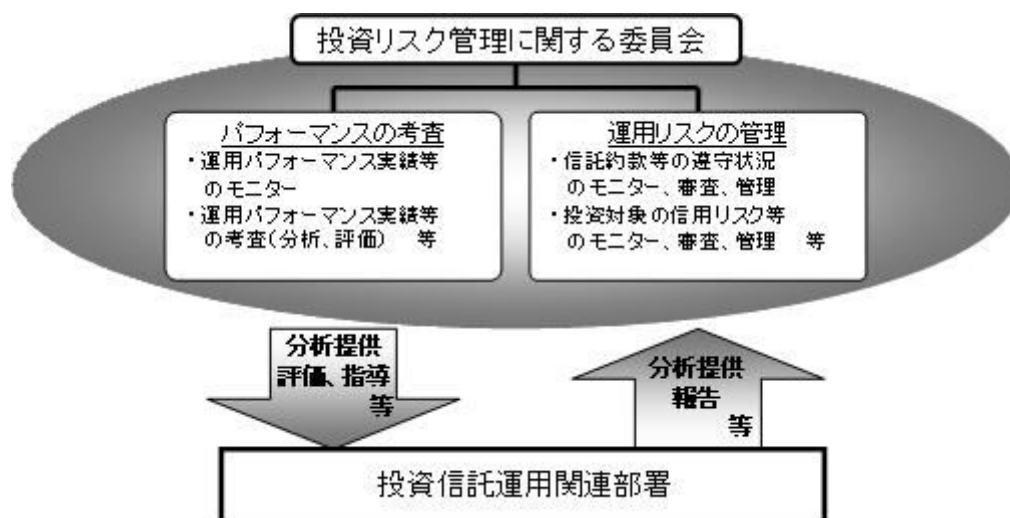 投資リスク管理に関する委員会
パフォーマンスの考査
・運用パフォーマンス実績等
のモニター
・運用パフォーマンス実績等
の考査(分析、評価) 等
運用リスクの管理
・信託約款等の遵守状況
のモニター、審査、管理
・投資対象の信用リスク等
のモニター、審査、管理 等
分析提供
評価、指導
等
分析提供
報告
等
投資信託運用関連部署